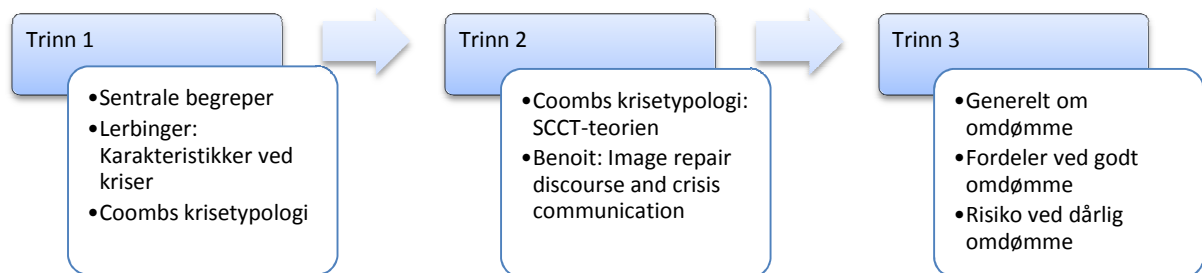 Trinn 1
•Sentrale begreper
•Lerbinger:
Karakteristikker ved
kriser
•Coombs krisetypologi
Trinn 2
•Coombs krisetypologi:
SCCT-teorien
•Benoit: Image repair
discourse and crisis
communication
Trinn 3
•Generelt om
omdømme
•Fordeler ved godt
omdømme
•Risiko ved dårlig
omdømme